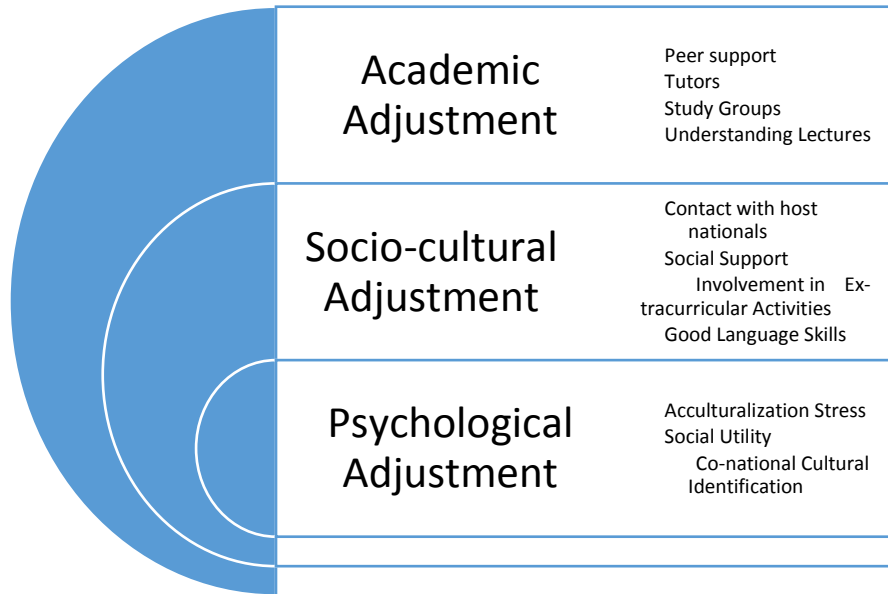 Academic
Adjustment
Peer support
Tutors
Study Groups
Understanding Lectures
Socio-cultural
Adjustment
Contact with host
nationals
Social Support
Involvement in Ex-
tracurricular Activities
Good Language Skills
Psychological
Adjustment
Acculturalization Stress
Social Utility
Co-national Cultural
Identification